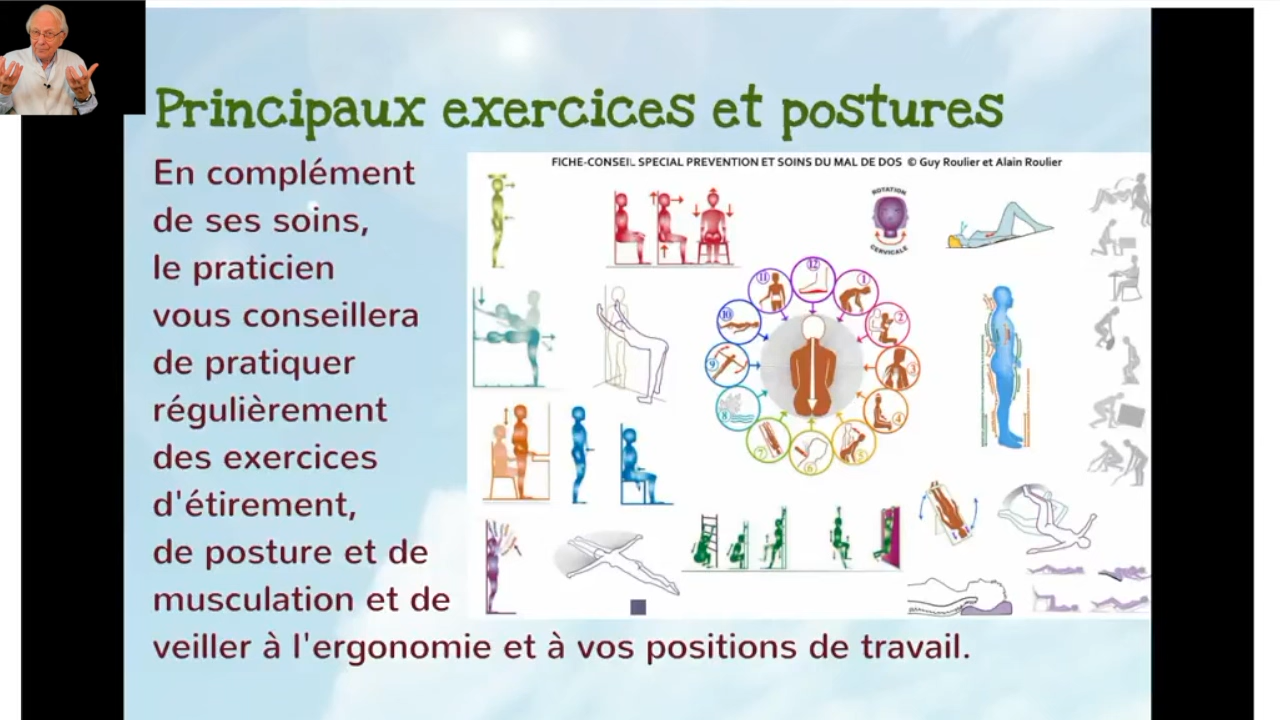 Principaux exercices et postures
FICHE-CONSEIL SPECIAL PREVENTION ET SOINS DU MAL DE DOS © Guy Roulier et Alain Roulier
En complément
de ses soins,
le praticien
vous conseillera
de pratiquer
régulièrement
des exercices
d'étirement,
de posture et de
musculation et de
veiller à l'ergonomie et à vos positions de travail.
ROTATION
CERVICALE
12
1
2
3
4
5
6
7
8
9
10
11